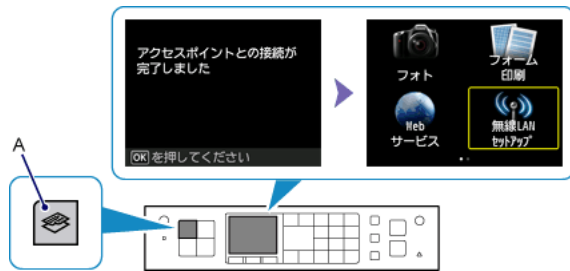 アクセスポイントとの接続が
完了しました
OK を押してください
フォト
フォーム
印刷
Web
サービス
無線LAN
セットアップ
A